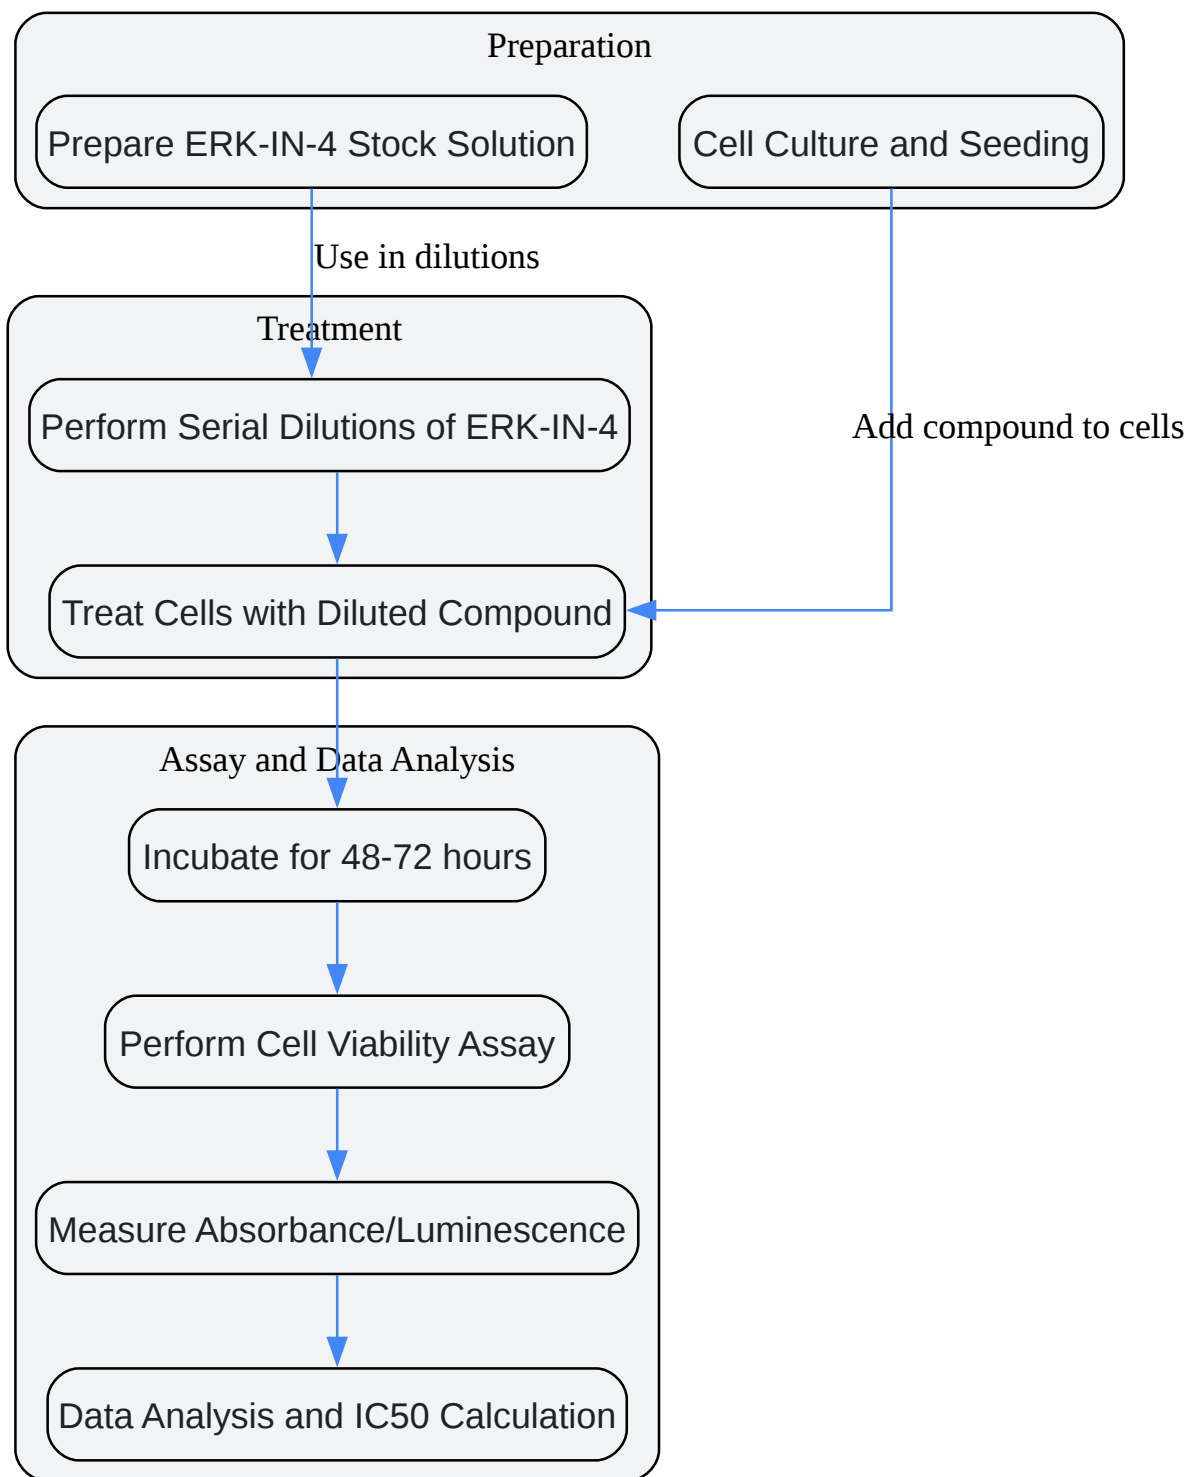 Preparation
Prepare ERK-IN-4 Stock Solution
Cell Culture and Seeding
Use in dilutions
Treatment
Perform Serial Dilutions of ERK-IN-4
Add compound to cells
Treat Cells with Diluted Compound
Assay and Data Analysis
Incubate for 48-72 hours
Perform Cell Viability Assay
Measure Absorbance/Luminescence
Data Analysis and IC50 Calculation